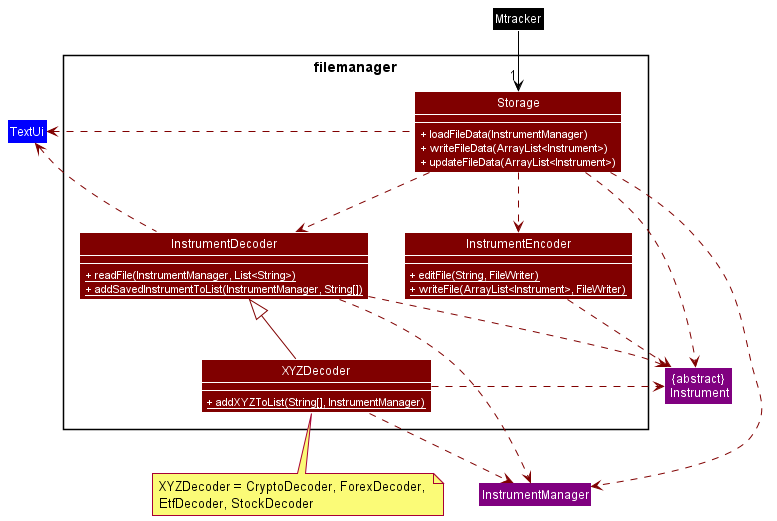 Mtracker
1
filemanager
Storage
+ loadFileData(InstrumentManager)
+ writeFileData(ArrayList<Instrument>)
+ updateFileData(ArrayList<Instrument>)
TextUi
InstrumentDecoder
+ readFile(InstrumentManager, List<String>)
+ addSavedInstrumentToList(InstrumentManager, String[])
InstrumentEncoder
+ editFile(String, FileWriter)
+ writeFile(ArrayList<Instrument>, FileWriter)
XYZDecoder
+ addXYZToList(String[], InstrumentManager)
{abstract}
Instrument
XYZDecoder = CryptoDecoder, ForexDecoder,
EtfDecoder, StockDecoder
InstrumentManager